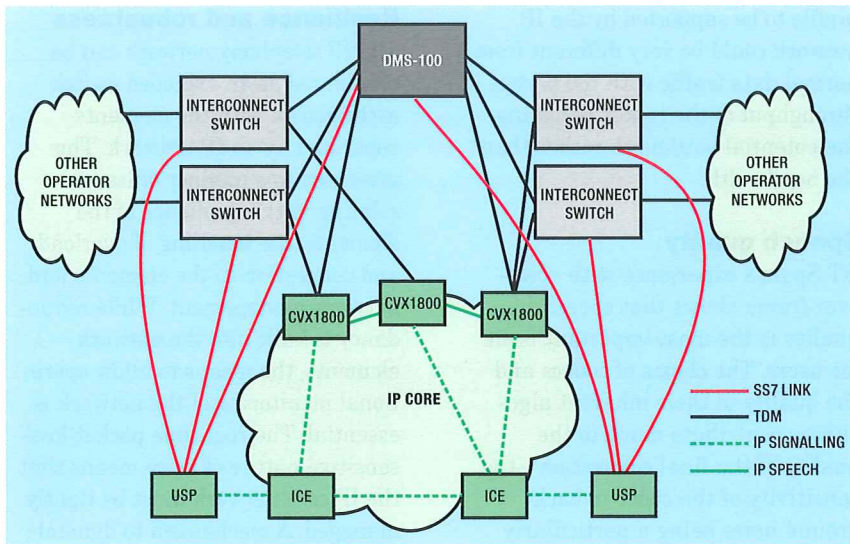 DMS-100
INTERCONNECT
SWITCH
INTERCONNECT
SWITCH
OTHER
OPERATOR
NETWORKS
INTERCONNECT
SWITCH
INTERCONNECT
SWITCH
OTHER
OPERATOR
NETWORKS
CVX1800
CVX1800
CVX1800
IP CORE
USP
ICE
ICE
USP
SS7 LINK
TDM
IP SIGNALLING
IP SPEECH